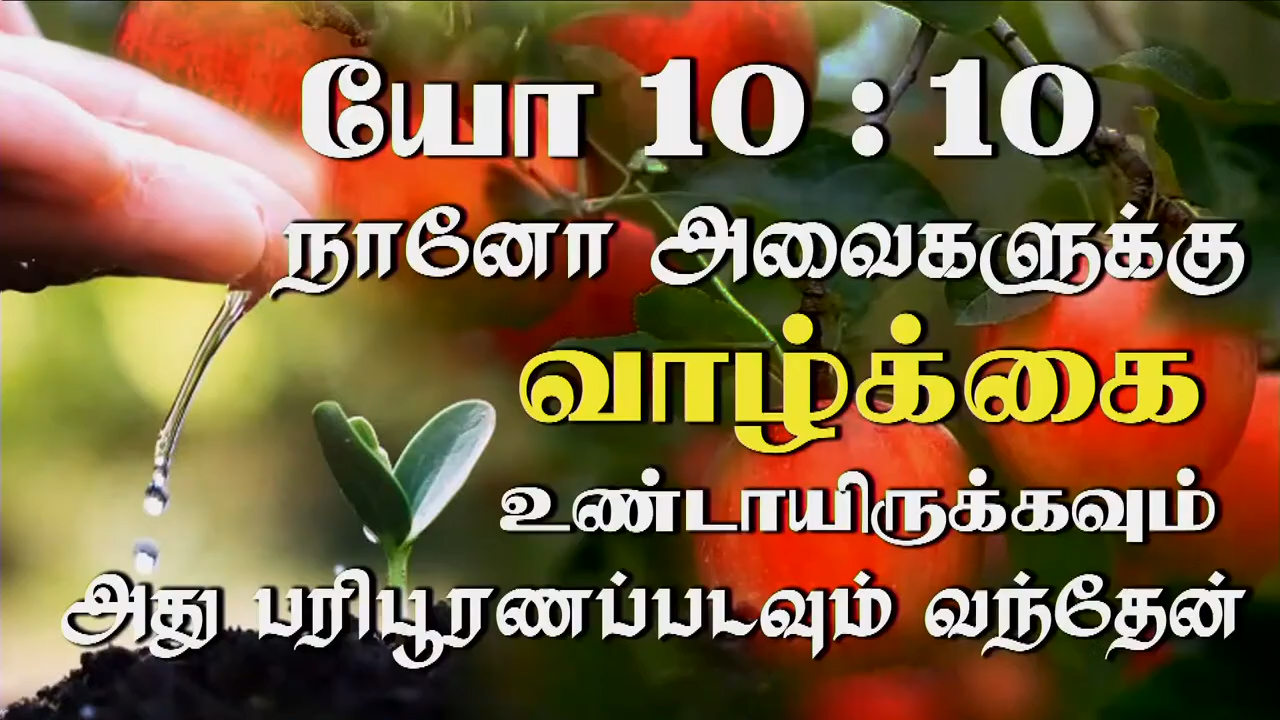 யோ 10 : 10
நானோ அவைகளுக்கு
வாழ்க்கை
உண்டாயிருக்கவும்
அது பரிபூரணப்படவும் வந்தேன்